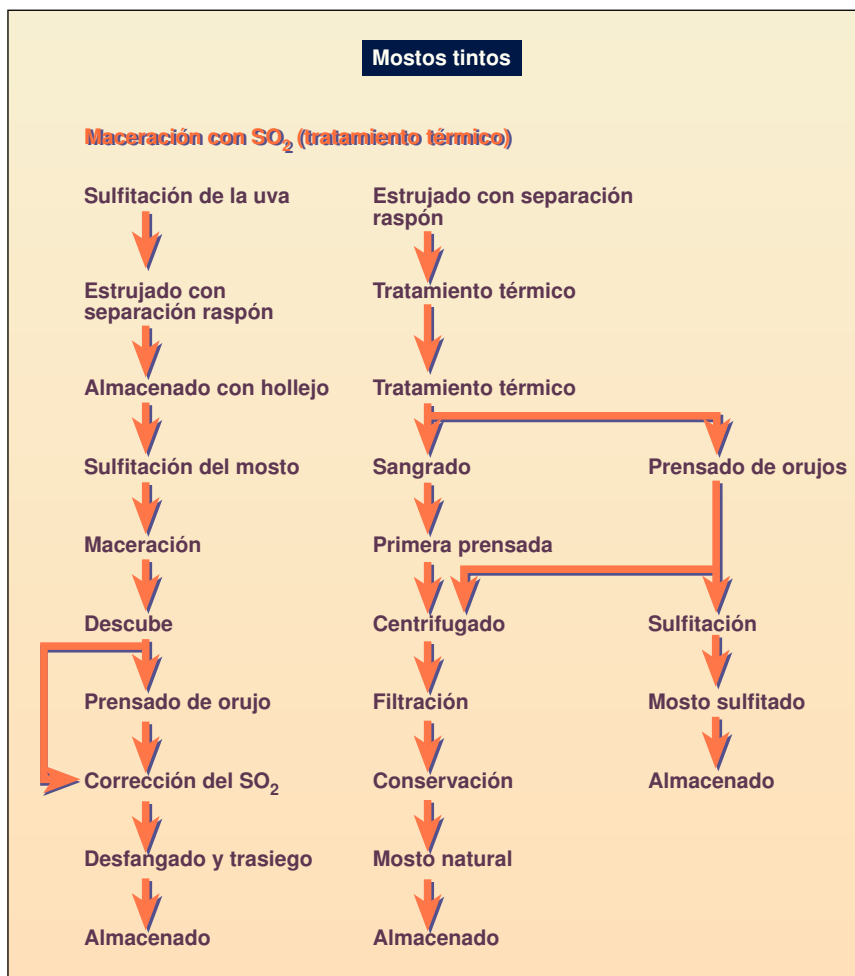 Mostos tintos
Maceración con SO2 (tratamiento térmico)
Sulfitación de la uva
Estrujado con
separación raspón
Almacenado con hollejo
Sulfitación del mosto
Maceración
Descube
Prensado de orujo
Corrección del SO2
Desfangado y trasiego
Almacenado
Estrujado con separación
raspón
Tratamiento térmico
Tratamiento térmico
Sangrado
Primera prensada
Centrifugado
Filtración
Conservación
Mosto natural
Almacenado
Prensado de orujos
Sulfitación
Mosto sulfitado
Almacenado